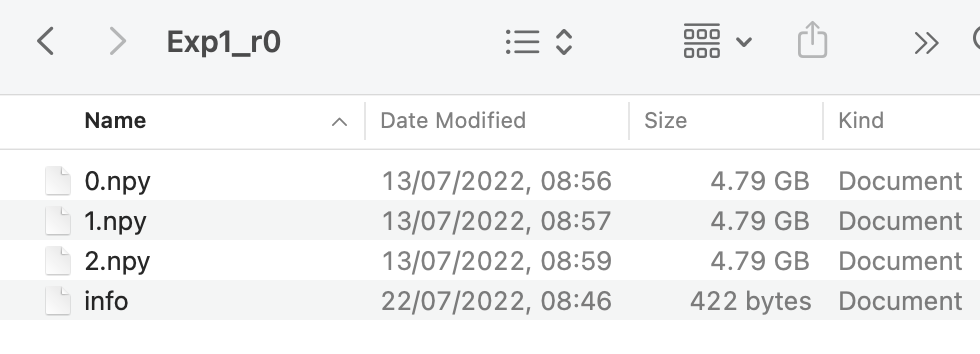 Exp1_r0
Name Date Modified Size Kind
0.npy 13/07/2022, 08:56 4.79 GB Document
1.npy 13/07/2022, 08:57 4.79 GB Document
2.npy 13/07/2022, 08:59 4.79 GB Document
info 22/07/2022, 08:46 422 bytes Document